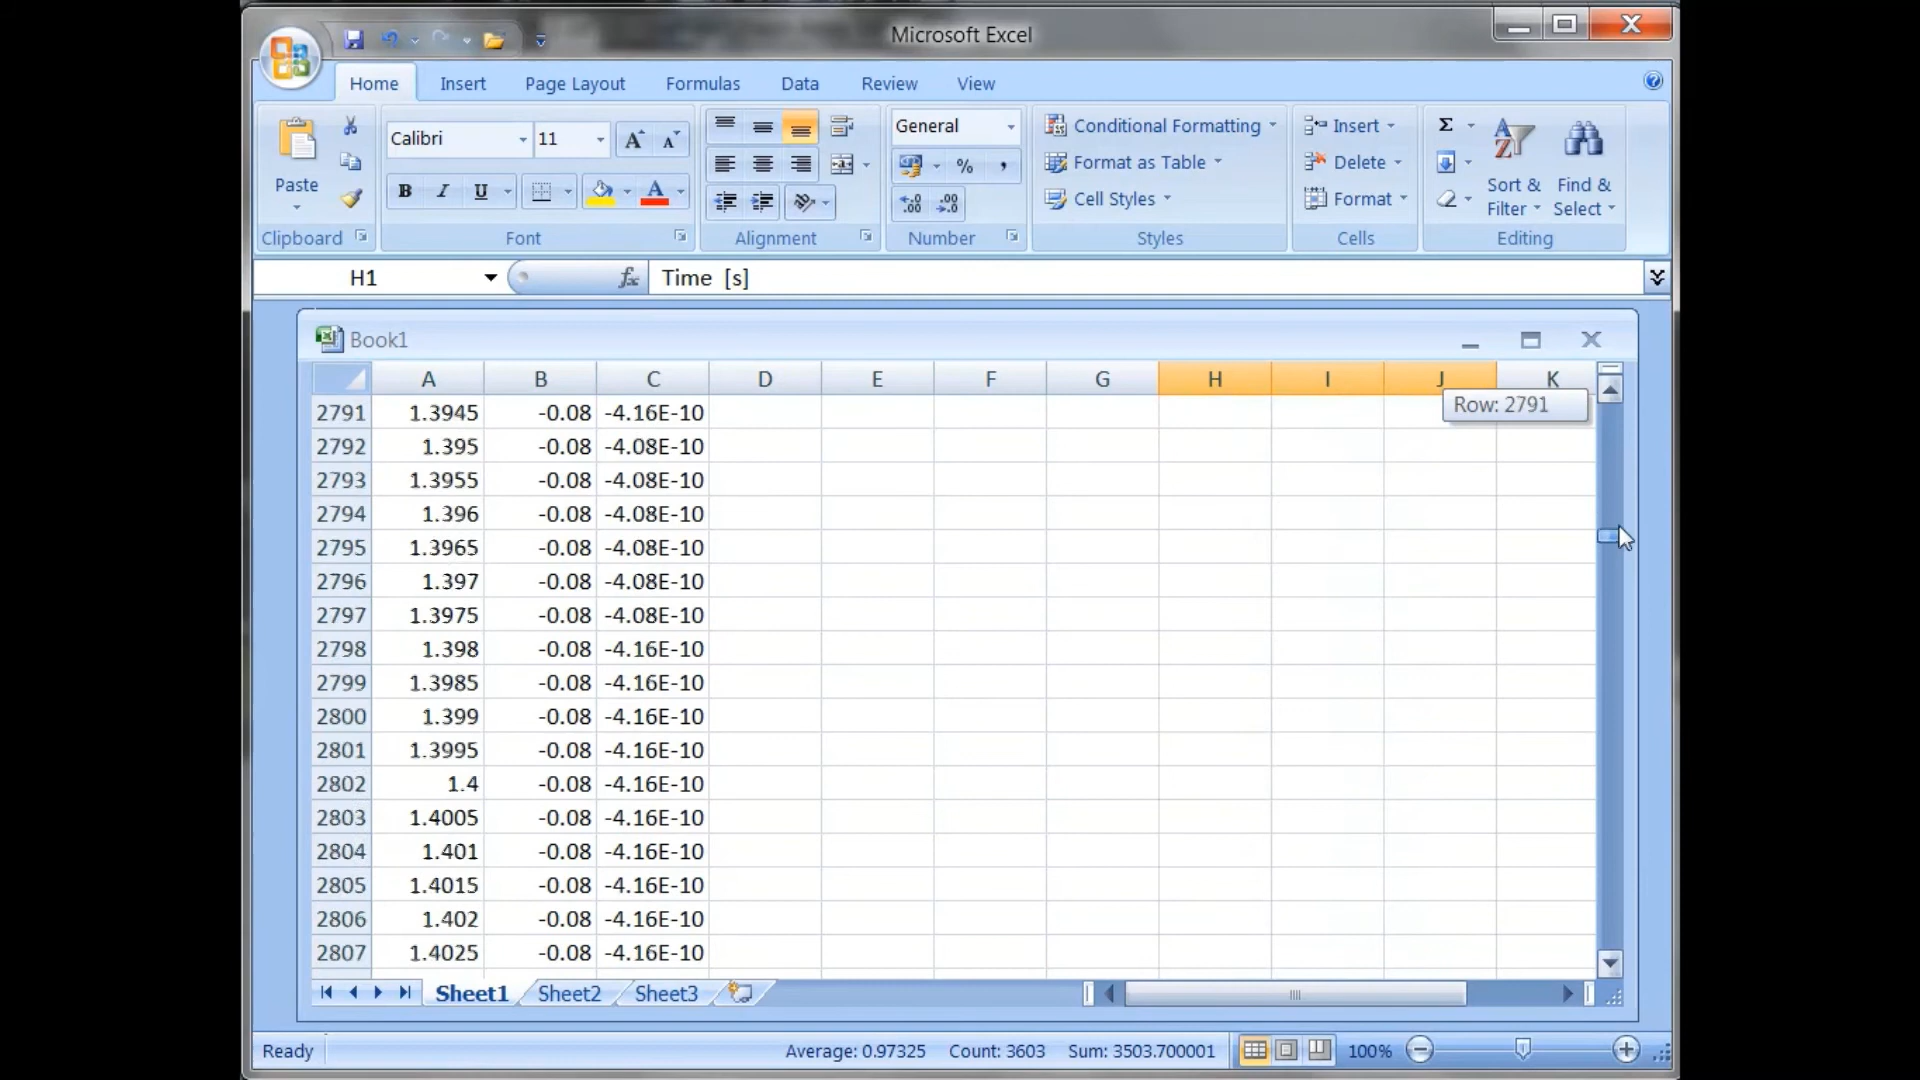 Microsoft Excel
Home Insert Page Layout Formulas Data Review View
Calibri 11 General Conditional Formatting Insert Σ
Paste Format as Table Delete Sort & Filter Find & Select
B I U A % , Cell Styles Format
Clipboard Font Alignment Number Styles Cells Editing
H1 fx Time [s]
Book1
A B C D E F G H I J K
Row: 2791
2791 1.3945 -0.08 -4.16E-10
2792 1.395 -0.08 -4.08E-10
2793 1.3955 -0.08 -4.08E-10
2794 1.396 -0.08 -4.08E-10
2795 1.3965 -0.08 -4.08E-10
2796 1.397 -0.08 -4.08E-10
2797 1.3975 -0.08 -4.08E-10
2798 1.398 -0.08 -4.16E-10
2799 1.3985 -0.08 -4.16E-10
2800 1.399 -0.08 -4.16E-10
2801 1.3995 -0.08 -4.16E-10
2802 1.4 -0.08 -4.16E-10
2803 1.4005 -0.08 -4.16E-10
2804 1.401 -0.08 -4.16E-10
2805 1.4015 -0.08 -4.16E-10
2806 1.402 -0.08 -4.16E-10
2807 1.4025 -0.08 -4.16E-10
Sheet1 Sheet2 Sheet3
Ready Average: 0.97325 Count: 3603 Sum: 3503.700001 100%